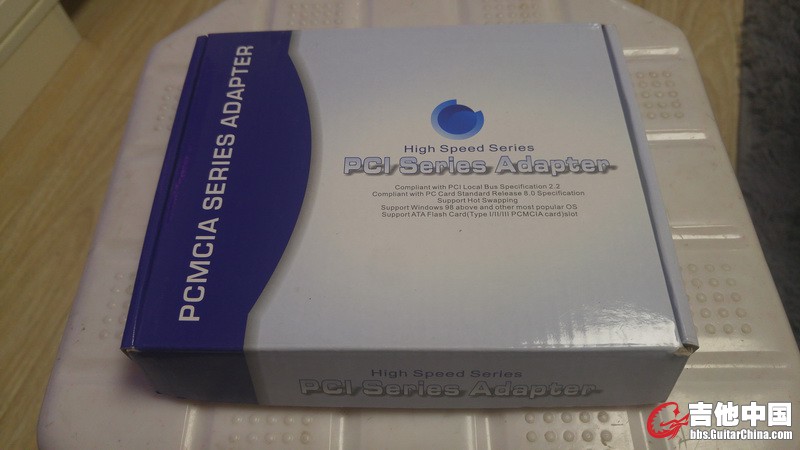 PCMCIA SERIES ADAPTER
High Speed Series
PCI Series Adapter
Compliant with PCI Local Bus Specification 2.2
Compliant with PC Card Standard Release 8.0 Specification
Support Hot Swapping
Support Windows 98 above and other most popular OS
Support ATA Flash Card(Type I/II/III PCMCIA card)slot
High Speed Series
PCI Series Adapter
吉他中国
bbs.GuitarChina.com